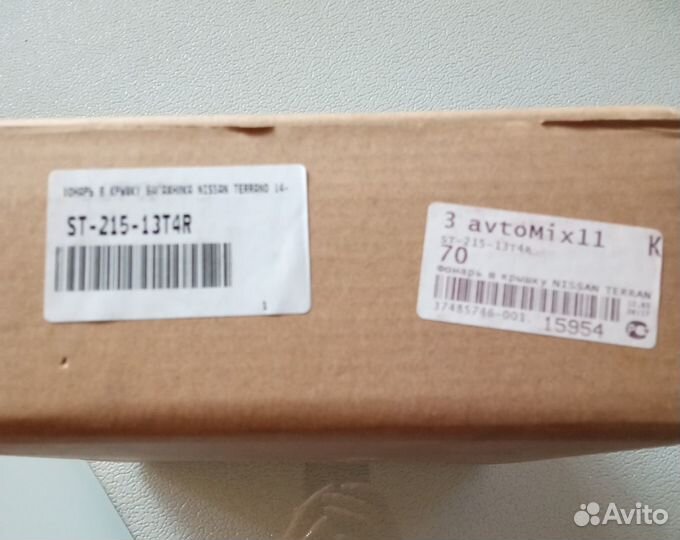 ФОНАРЬ В КРЫШКУ БАГАЖНИКА NISSAN TERRANO 14-
ST-215-13T4R
1
3 avtoMix11 K
ST-215-13T4R
70
Фонарь в крышку NISSAN TERRAN
37485746-001.
15954
Avito